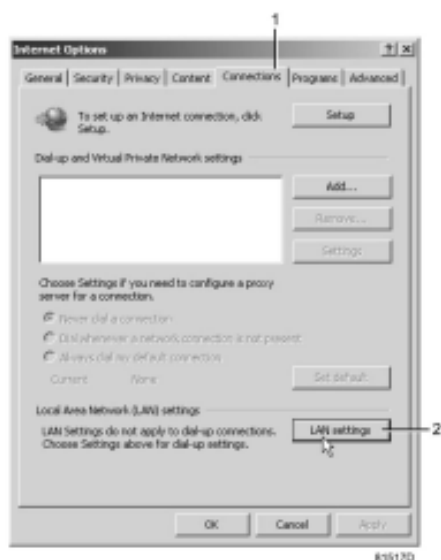 1
Internet Options
General Security Privacy Content Connections Programs Advanced
To set up an Internet connection, click
Setup.
Setup
Dial-up and Virtual Private Network settings
Add...
Remove...
Settings
Choose Settings if you need to configure a proxy
server for a connection.
Never dial a connection
Dial whenever a network connection is not present
Always dial my default connection
Current None
Set default
Local Area Network (LAN) settings
LAN Settings do not apply to dial-up connections.
Choose Settings above for dial-up settings.
LAN settings
2
OK Cancel Apply
81517D